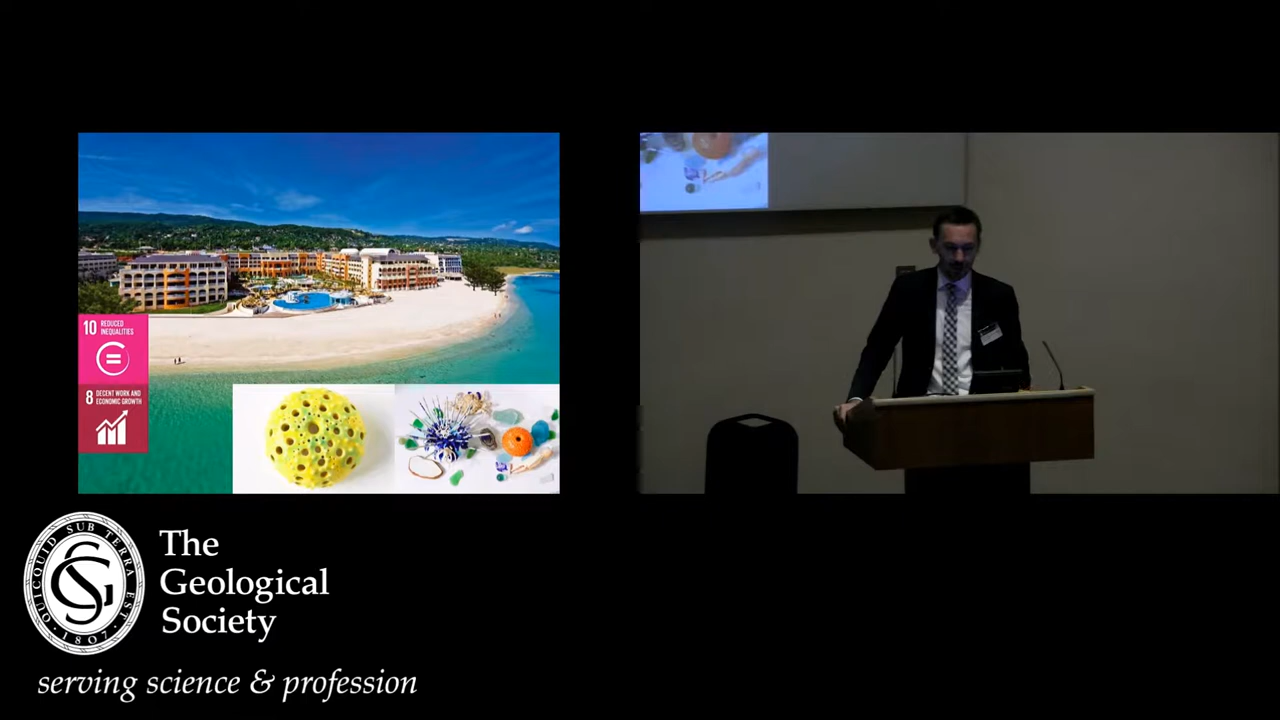 10 REDUCED
INEQUALITIES
8 DECENT WORK AND
ECONOMIC GROWTH
QUICQUID SUB TERRA EST
· 1807 ·
The
Geological
Society
serving science & profession